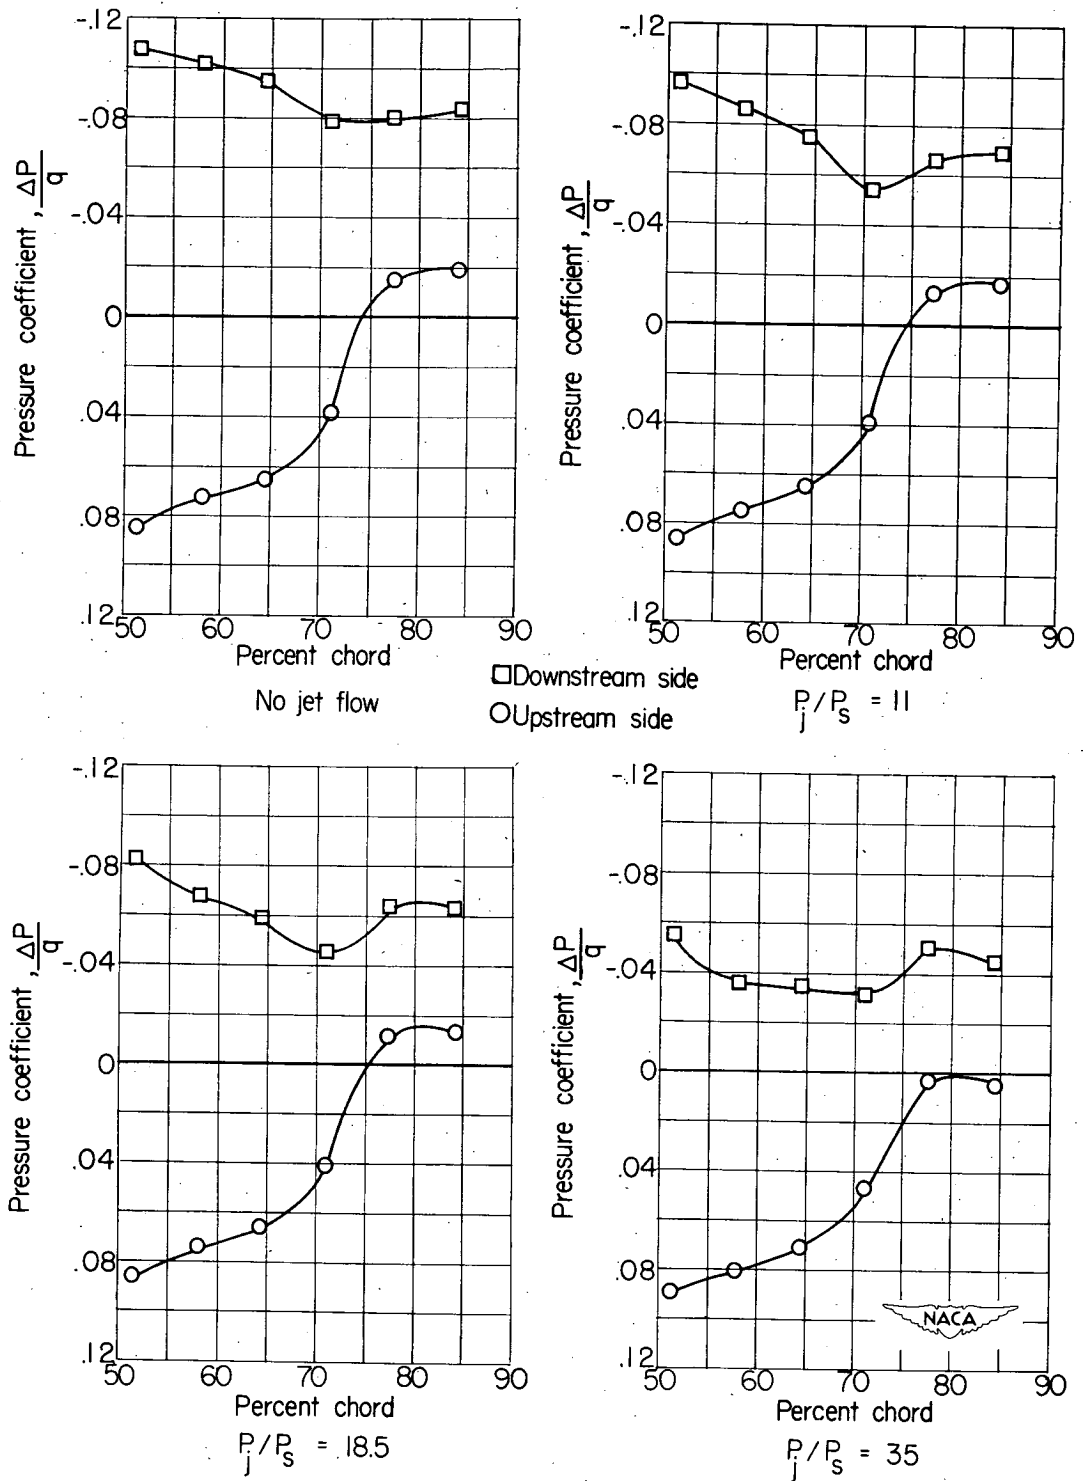 -.12
-.08
-.04
0
.04
.08
.12
Pressure coefficient, ΔP/q
50 60 70 80 90
Percent chord
No jet flow
-.12
-.08
-.04
0
.04
.08
.12
Pressure coefficient, ΔP/q
50 60 70 80 90
Percent chord
Pj/Ps = 11
□Downstream side
○Upstream side
-.12
-.08
-.04
0
.04
.08
.12
Pressure coefficient, ΔP/q
50 60 70 80 90
Percent chord
Pj/Ps = 18.5
-.12
-.08
-.04
0
.04
.08
.12
Pressure coefficient, ΔP/q
NACA
50 60 70 80 90
Percent chord
Pj/Ps = 35